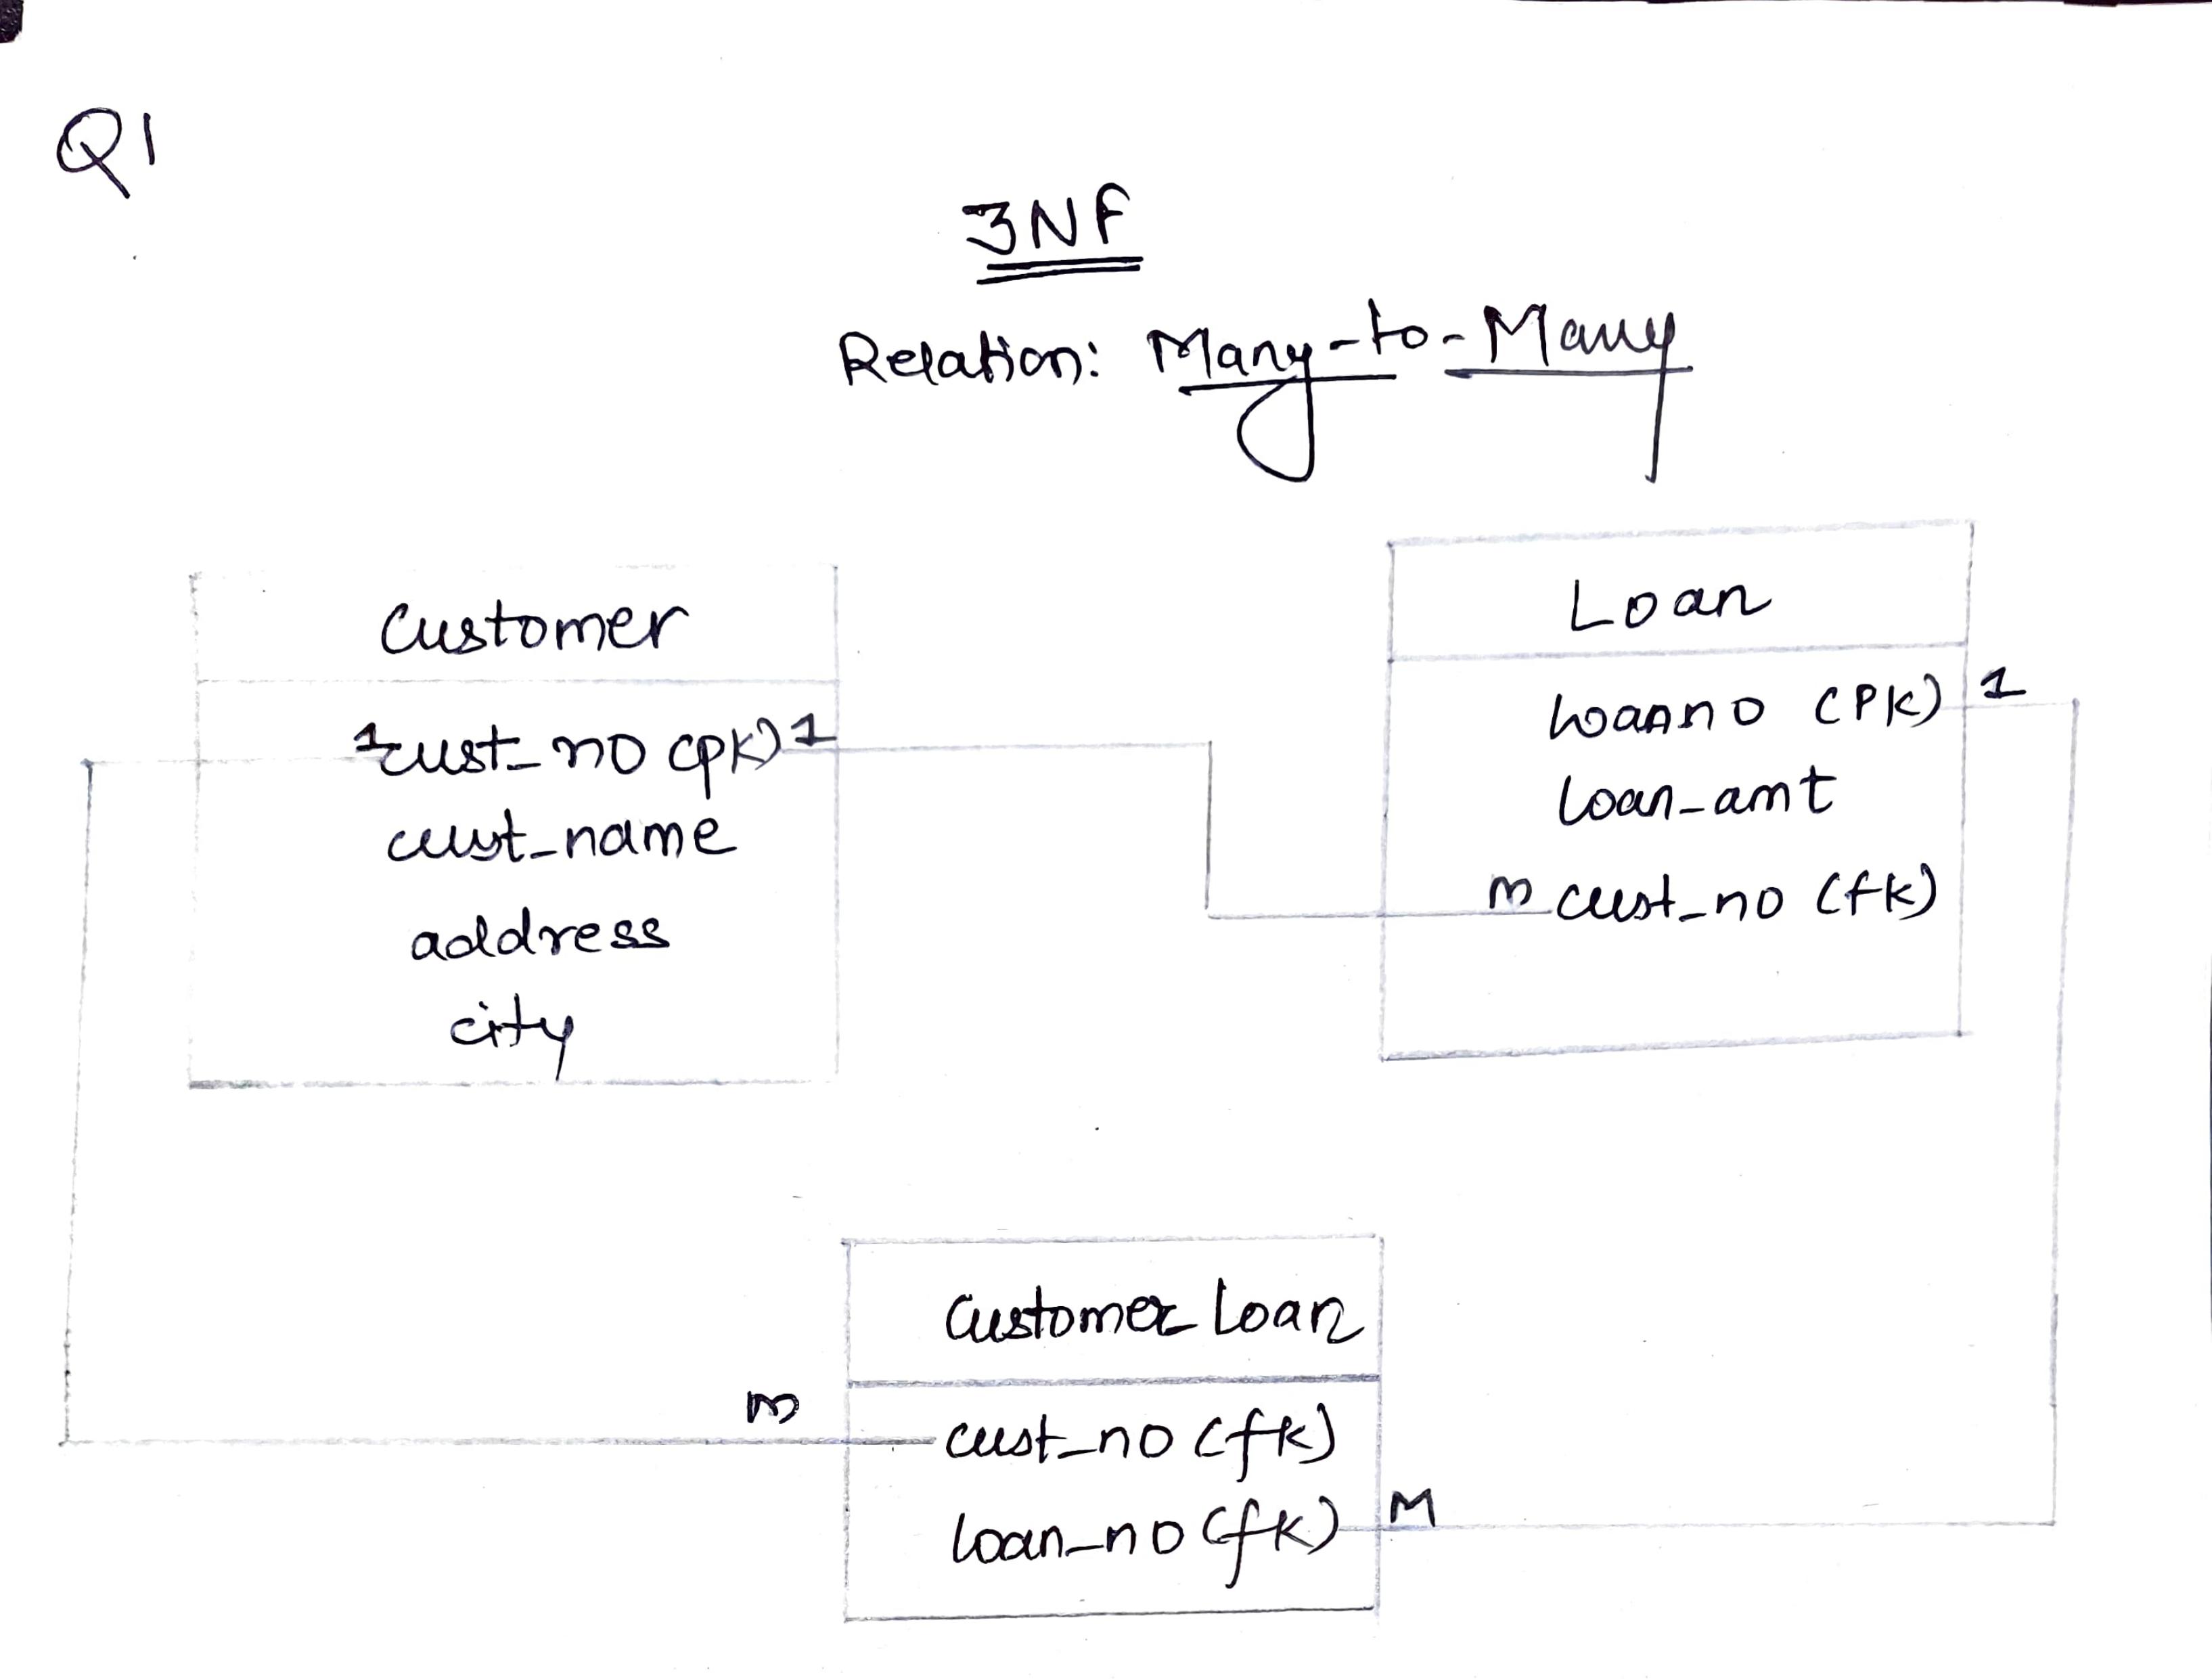 Q1
3NF
Relation: Many-to-Many
Customer
1 cust_no (pk) 1
cust_name
address
city
Loan
loanno (PK) 1
loan_amt
m cust_no (fk)
Customer Loan
m cust_no (fk)
loan_no (fk) M